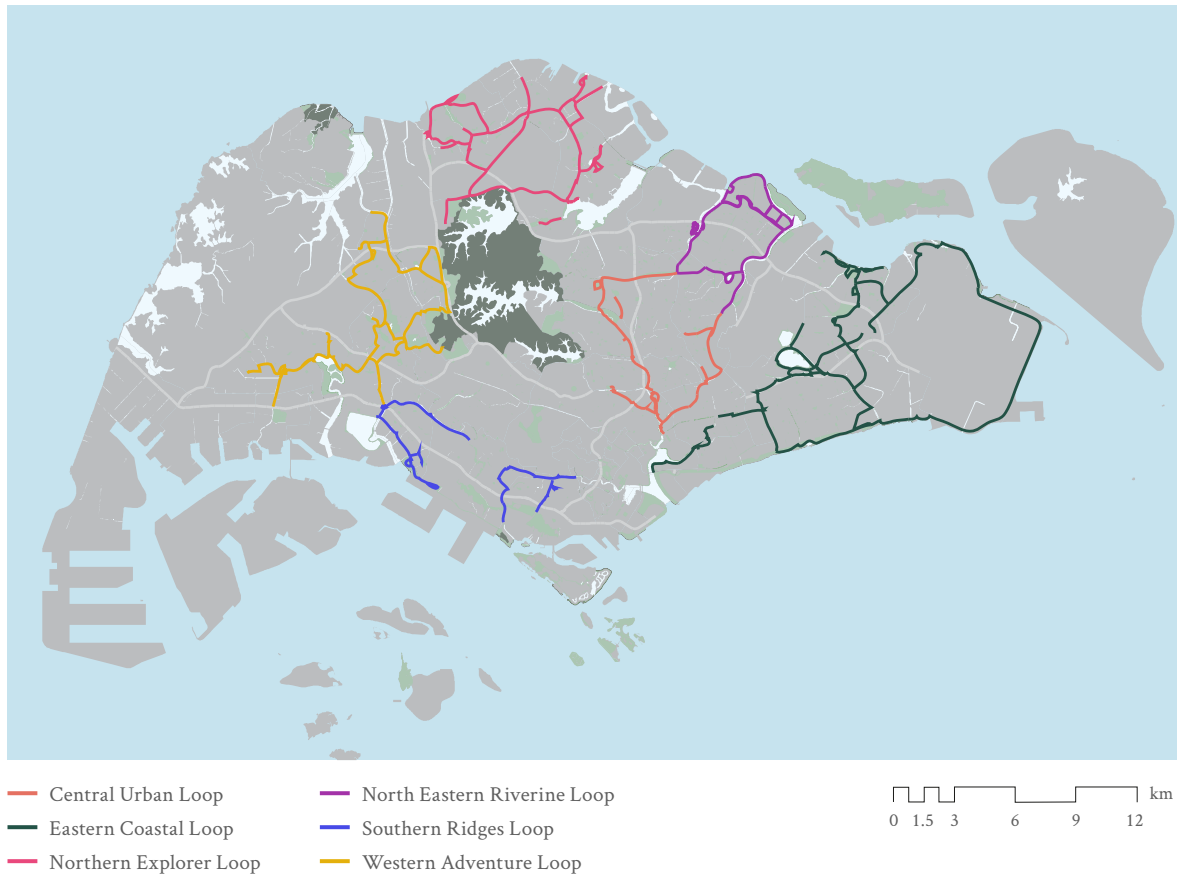 Central Urban Loop
Eastern Coastal Loop
Northern Explorer Loop
North Eastern Riverine Loop
Southern Ridges Loop
Western Adventure Loop
km
0 1.5 3 6 9 12